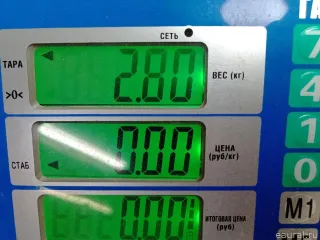 СЕТЬ
ТАРА
>0<
2.80
ВЕС (кг)
7
4
1
0
СТАБ
0.00
ЦЕНА
(руб/кг)
0.00
ИТОГОВАЯ ЦЕНА
(руб)
M1